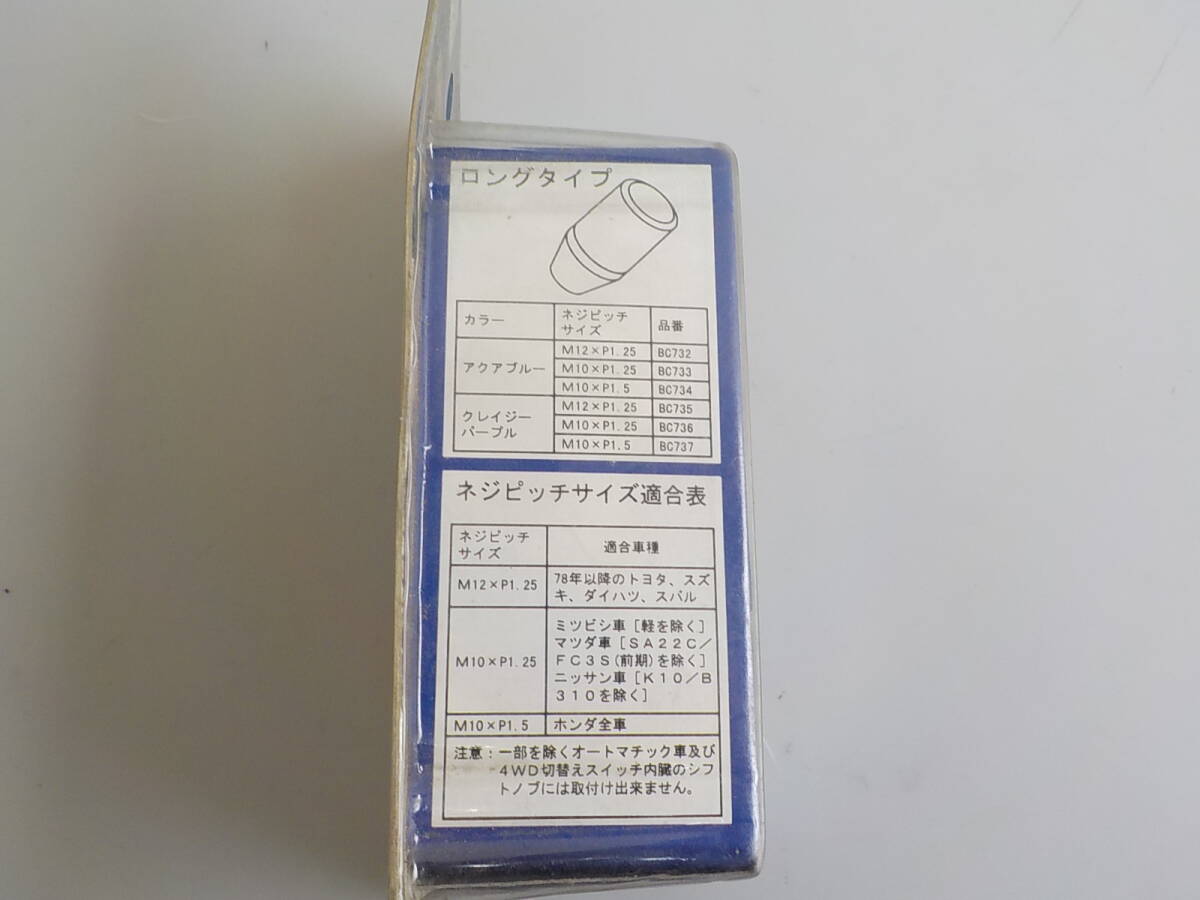 ロングタイプ
カラー
ネジピッチ
サイズ
品番
アクアブルー
M12×P1.25 BC732
M10×P1.25 BC733
M10×P1.5 BC734
クレイジー
パープル
M12×P1.25 BC735
M10×P1.25 BC736
M10×P1.5 BC737
ネジピッチサイズ適合表
ネジピッチ
サイズ
適合車種
M12×P1.25
78年以降のトヨタ、スズ
キ、ダイハツ、スバル
M10×P1.25
ミツビシ車[軽を除く]
マツダ車[SA22C/
FC3S(前期)を除く]
ニッサン車[K10/B
310を除く]
M10×P1.5 ホンダ全車
注意：一部を除くオートマチック車及び
4WD切替えスイッチ内臓のシフ
トノブには取付け出来ません。